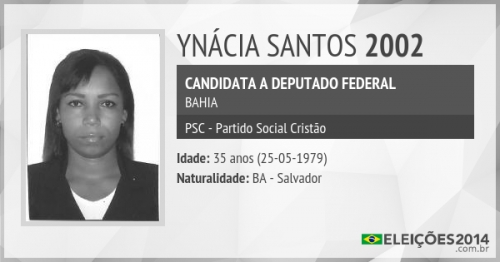 YNÁCIA SANTOS 2002
CANDIDATA A DEPUTADO FEDERAL
BAHIA
PSC - Partido Social Cristão
Idade: 35 anos (25-05-1979)
Naturalidade: BA - Salvador
ELEIÇÕES2014
.com.br